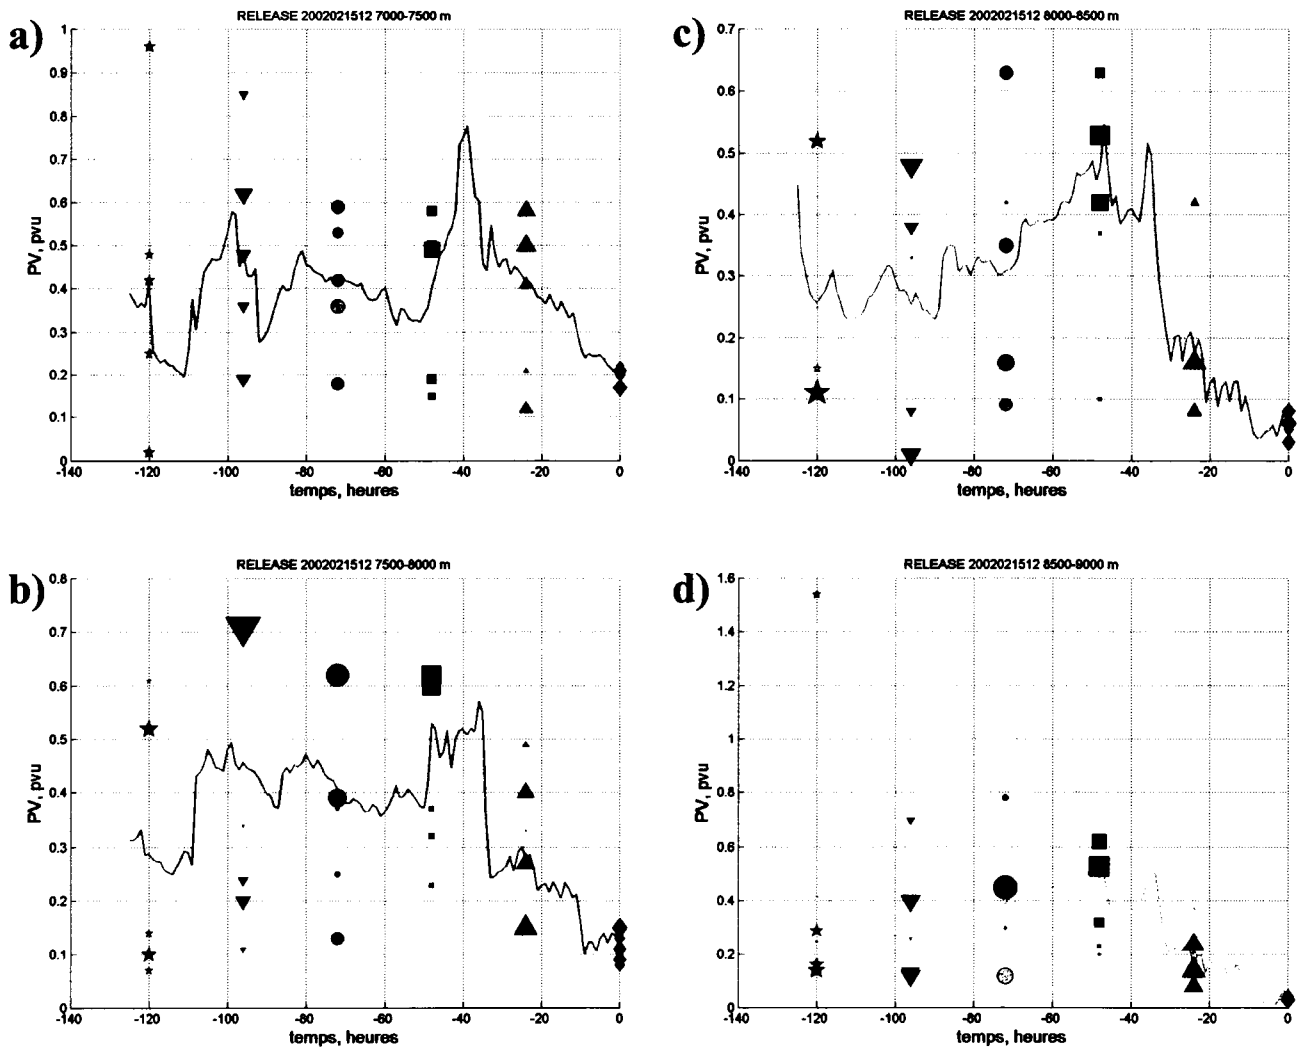 a)
RELEASE 2002021512 7000-7500 m
PV, pvu
1
0.9
0.8
0.7
0.6
0.5
0.4
0.3
0.2
0.1
0
-140 -120 -100 -80 -60 -40 -20 0
temps, heures
b)
RELEASE 2002021512 7500-8000 m
PV, pvu
0.8
0.7
0.6
0.5
0.4
0.3
0.2
0.1
0
-140 -120 -100 -80 -60 -40 -20 0
temps, heures
c)
RELEASE 2002021512 8000-8500 m
PV, pvu
0.7
0.6
0.5
0.4
0.3
0.2
0.1
0
-140 -120 -100 -80 -60 -40 -20 0
temps, heures
d)
RELEASE 2002021512 8500-9000 m
PV, pvu
1.6
1.4
1.2
1
0.8
0.6
0.4
0.2
0
-140 -120 -100 -80 -60 -40 -20 0
temps, heures